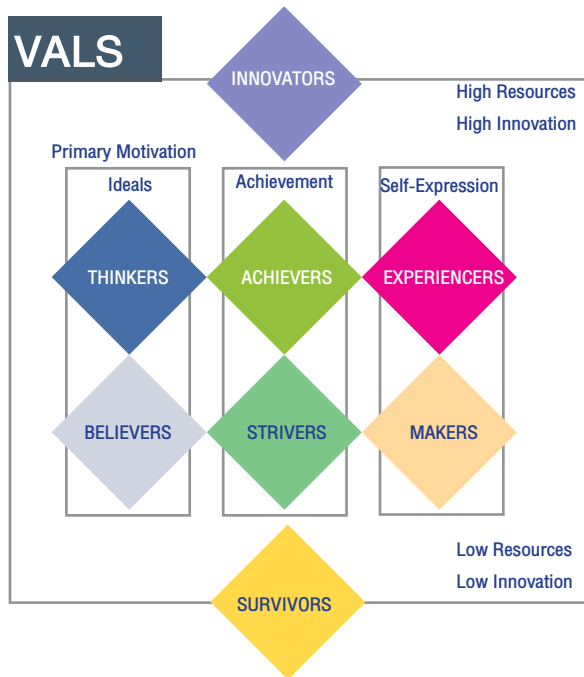 VALS
INNOVATORS
High Resources
High Innovation
Primary Motivation
Ideals
Achievement
Self-Expression
THINKERS
ACHIEVERS
EXPERIENCERS
BELIEVERS
STRIVERS
MAKERS
Low Resources
Low Innovation
SURVIVORS